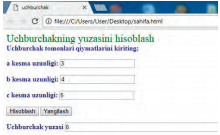 uchburchak
file:///C:/Users/User/Desktop/sahifa.html
Uchburchakning yuzasini hisoblash
Uchburchak tomonlari qiymatlarini kiriting:
a kesma uzunligi: 3
b kesma uzunligi: 4
c kesma uzunligi: 5
Hisoblash Yangilash
Uchburchak yuzasi 6